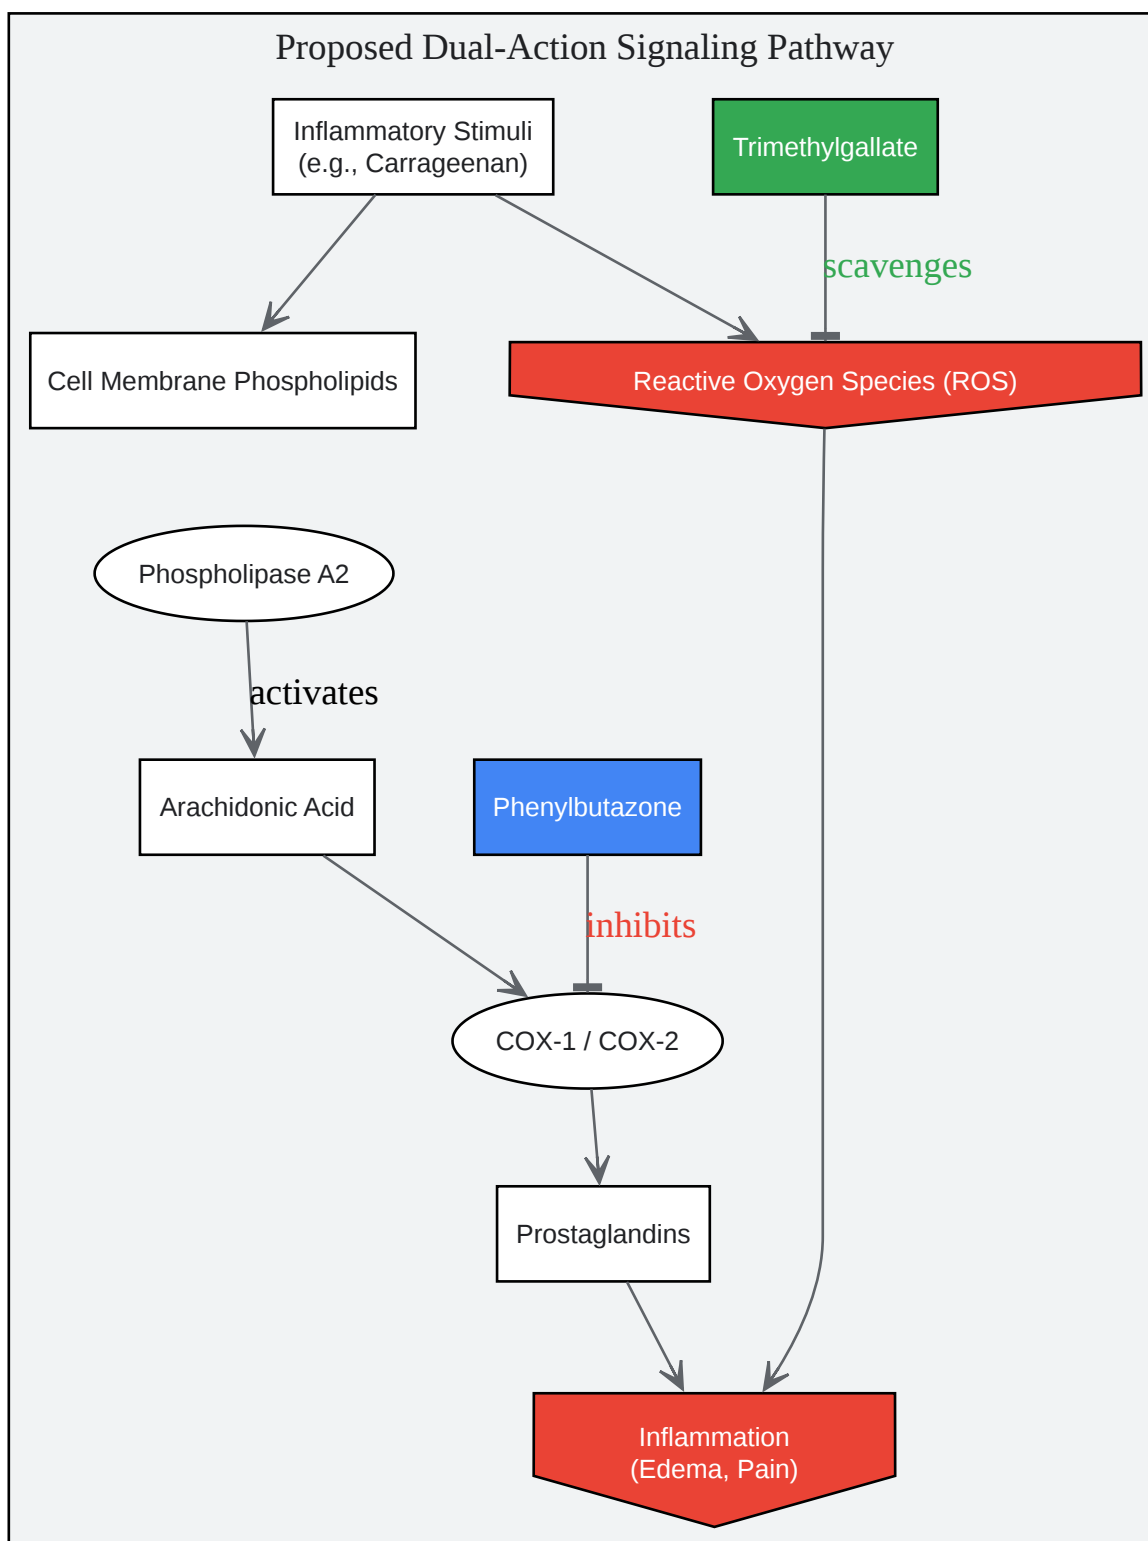 Proposed Dual-Action Signaling Pathway
Inflammatory Stimuli
(e.g., Carrageenan)
Trimethylgallate
scavenges
Cell Membrane Phospholipids
Reactive Oxygen Species (ROS)
Phospholipase A2
activates
Arachidonic Acid
Phenylbutazone
inhibits
COX-1 / COX-2
Prostaglandins
Inflammation
(Edema, Pain)